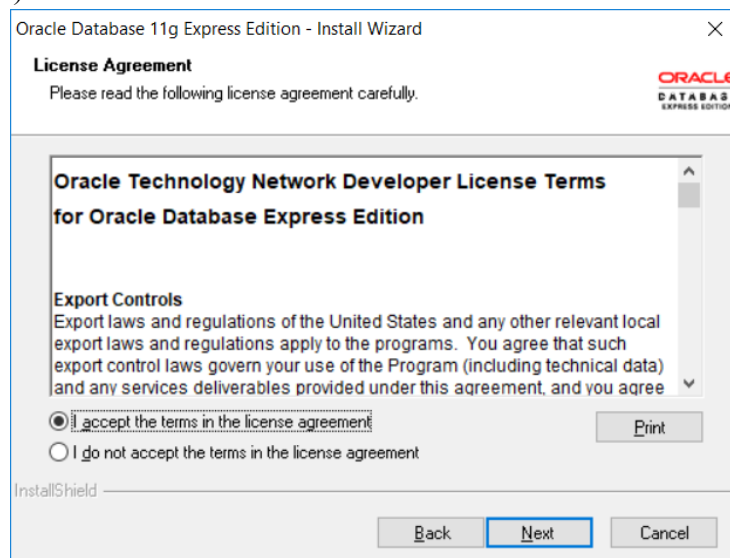 Oracle Database 11g Express Edition - Install Wizard
License Agreement
Please read the following license agreement carefully.
ORACLE
DATABASE
EXPRESS EDITION
Oracle Technology Network Developer License Terms
for Oracle Database Express Edition
Export Controls
Export laws and regulations of the United States and any other relevant local
export laws and regulations apply to the programs. You agree that such
export control laws govern your use of the Program (including technical data)
and any services deliverables provided under this agreement, and you agree
I accept the terms in the license agreement
Print
I do not accept the terms in the license agreement
InstallShield
Back Next Cancel